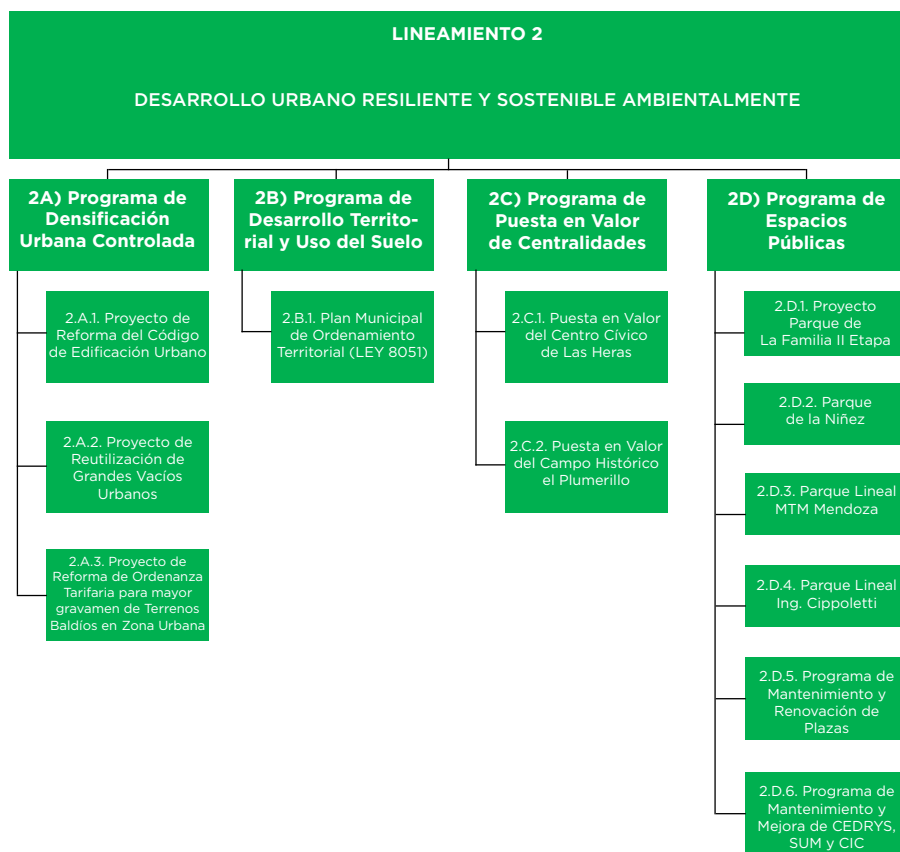 LINEAMIENTO 2
DESARROLLO URBANO RESILIENTE Y SOSTENIBLE AMBIENTALMENTE
2A) Programa de
Densificación
Urbana Controlada
2.A.1. Proyecto de
Reforma del Código
de Edificación Urbano
2.A.2. Proyecto de
Reutilización de
Grandes Vacíos
Urbanos
2.A.3. Proyecto de
Reforma de Ordenanza
Tarifaria para mayor
gravamen de Terrenos
Baldíos en Zona Urbana
2B) Programa de
Desarrollo Territo-
rial y Uso del Suelo
2.B.1. Plan Municipal
de Ordenamiento
Territorial (LEY 8051)
2C) Programa de
Puesta en Valor
de Centralidades
2.C.1. Puesta en Valor
del Centro Cívico
de Las Heras
2.C.2. Puesta en Valor
del Campo Histórico
el Plumerillo
2D) Programa de
Espacios
Públicas
2.D.1. Proyecto
Parque de
La Familia II Etapa
2.D.2. Parque
de la Niñez
2.D.3. Parque Lineal
MTM Mendoza
2.D.4. Parque Lineal
Ing. Cippoletti
2.D.5. Programa de
Mantenimiento y
Renovación de
Plazas
2.D.6. Programa de
Mantenimiento y
Mejora de CEDRYS,
SUM y CIC